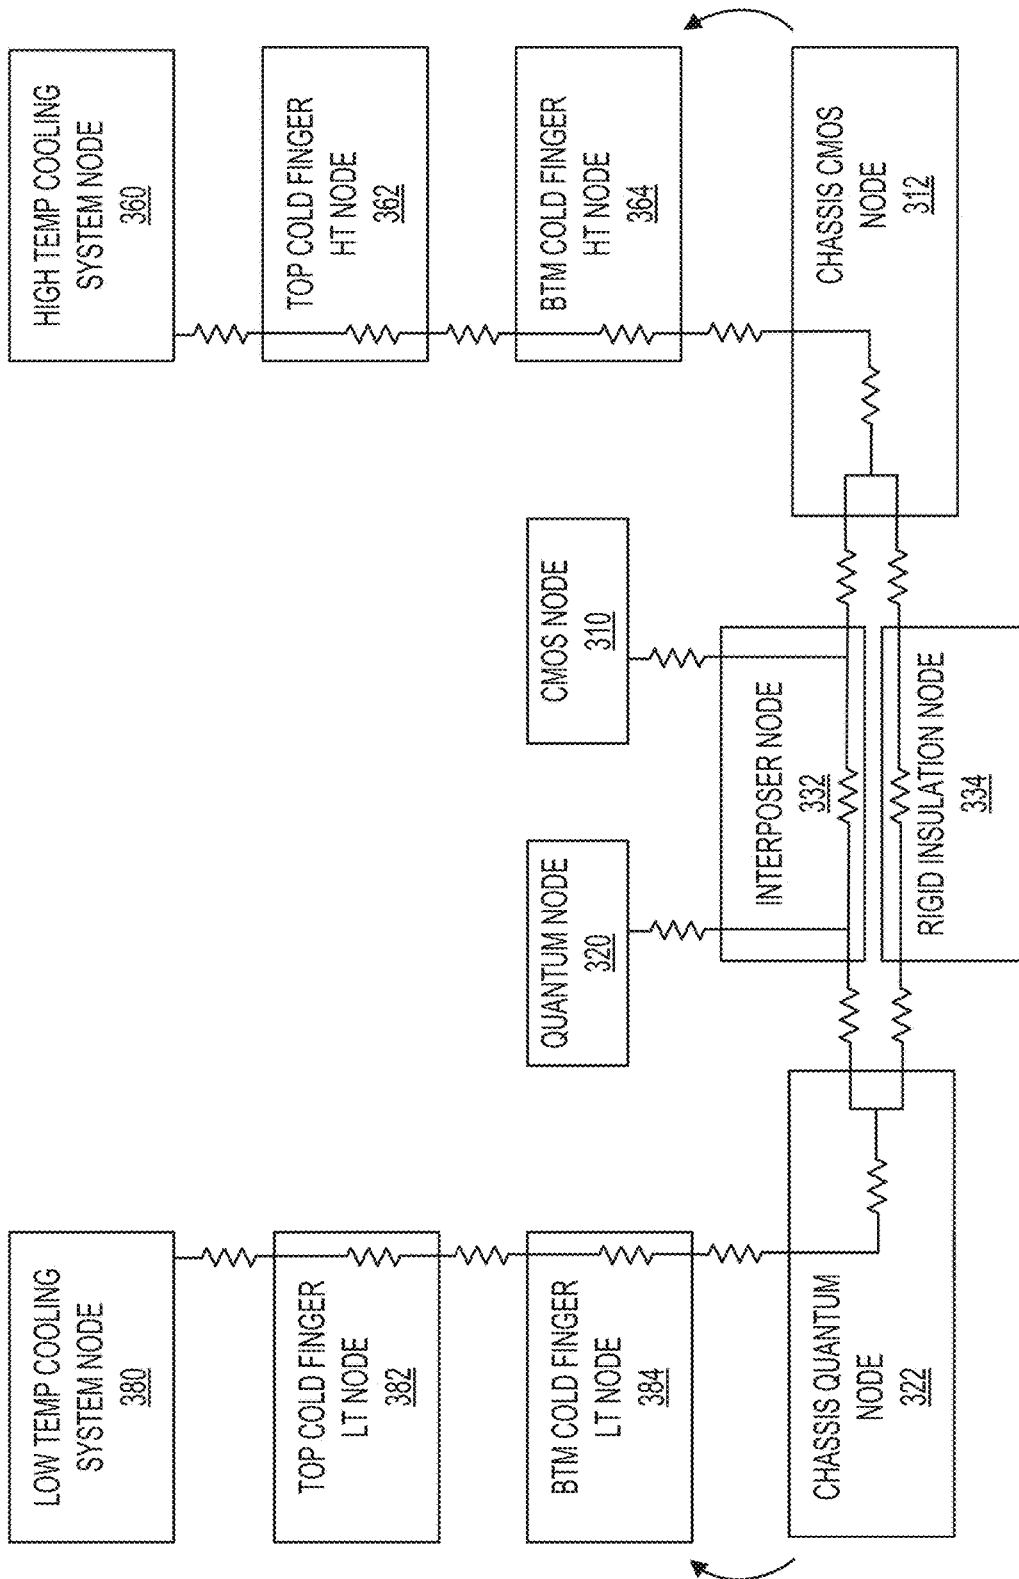 LOW TEMP COOLING
SYSTEM NODE
380
TOP COLD FINGER
LT NODE
382
BTM COLD FINGER
LT NODE
384
CHASSIS QUANTUM
NODE
322
QUANTUM NODE
320
CMOS NODE
310
INTERPOSER NODE
332
RIGID INSULATION NODE
334
HIGH TEMP COOLING
SYSTEM NODE
360
TOP COLD FINGER
HT NODE
362
BTM COLD FINGER
HT NODE
364
CHASSIS CMOS
NODE
312